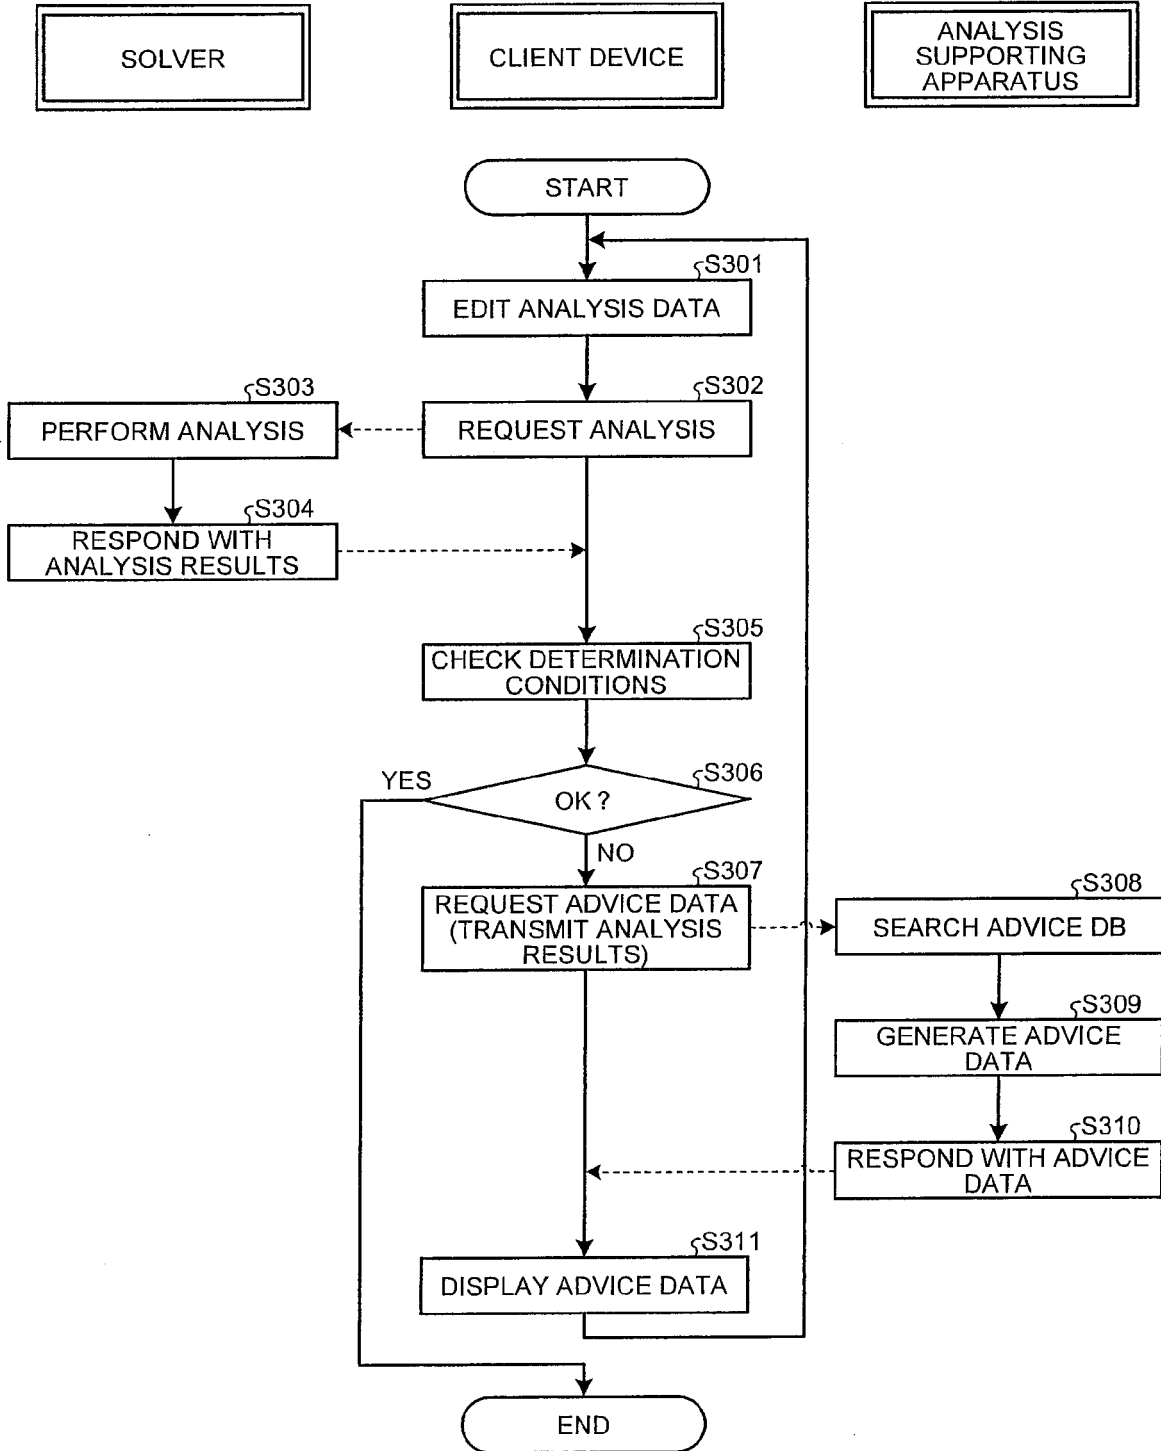 SOLVER
CLIENT DEVICE
ANALYSIS
SUPPORTING
APPARATUS
START
S301
EDIT ANALYSIS DATA
S303
S302
PERFORM ANALYSIS
REQUEST ANALYSIS
S304
RESPOND WITH
ANALYSIS RESULTS
S305
CHECK DETERMINATION
CONDITIONS
S306
YES
OK?
NO
S307
REQUEST ADVICE DATA
(TRANSMIT ANALYSIS
RESULTS)
S308
SEARCH ADVICE DB
S309
GENERATE ADVICE
DATA
S310
RESPOND WITH ADVICE
DATA
S311
DISPLAY ADVICE DATA
END